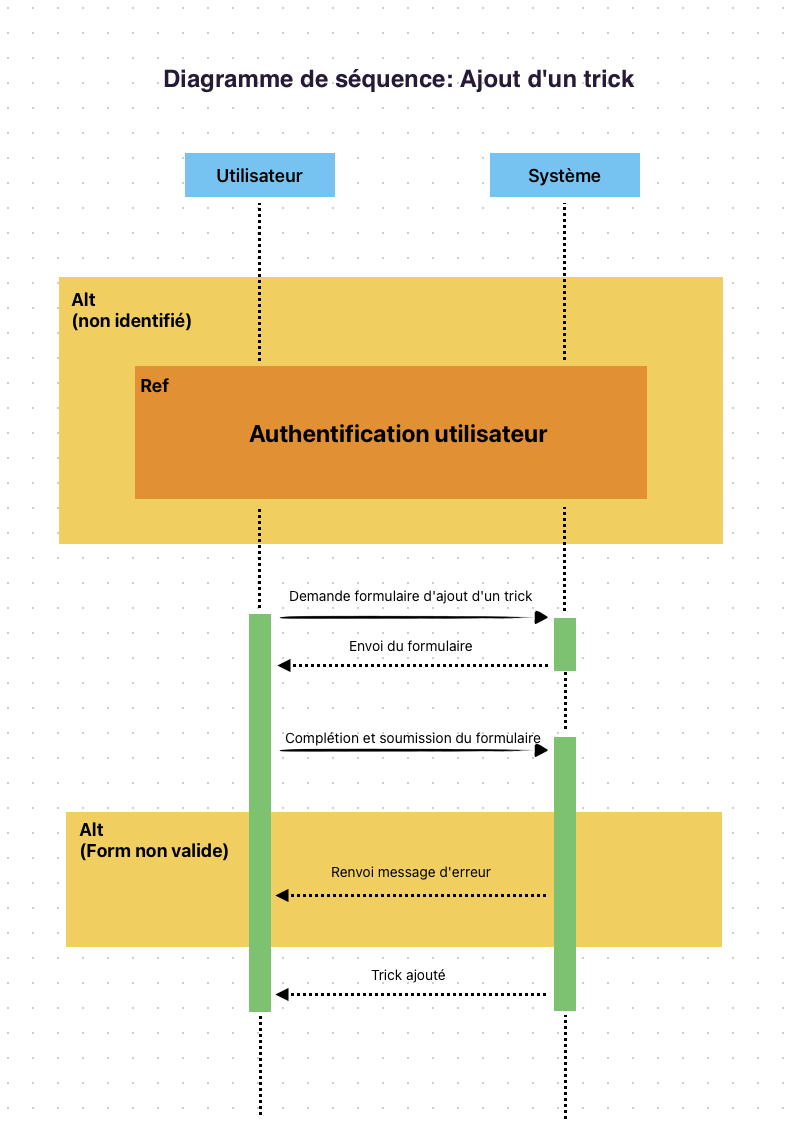 Diagramme de séquence: Ajout d'un trick
Utilisateur
Système
Alt
(non identifié)
Ref
Authentification utilisateur
Demande formulaire d'ajout d'un trick
Envoi du formulaire
Complétion et soumission du formulaire
Alt
(Form non valide)
Renvoi message d'erreur
Trick ajouté